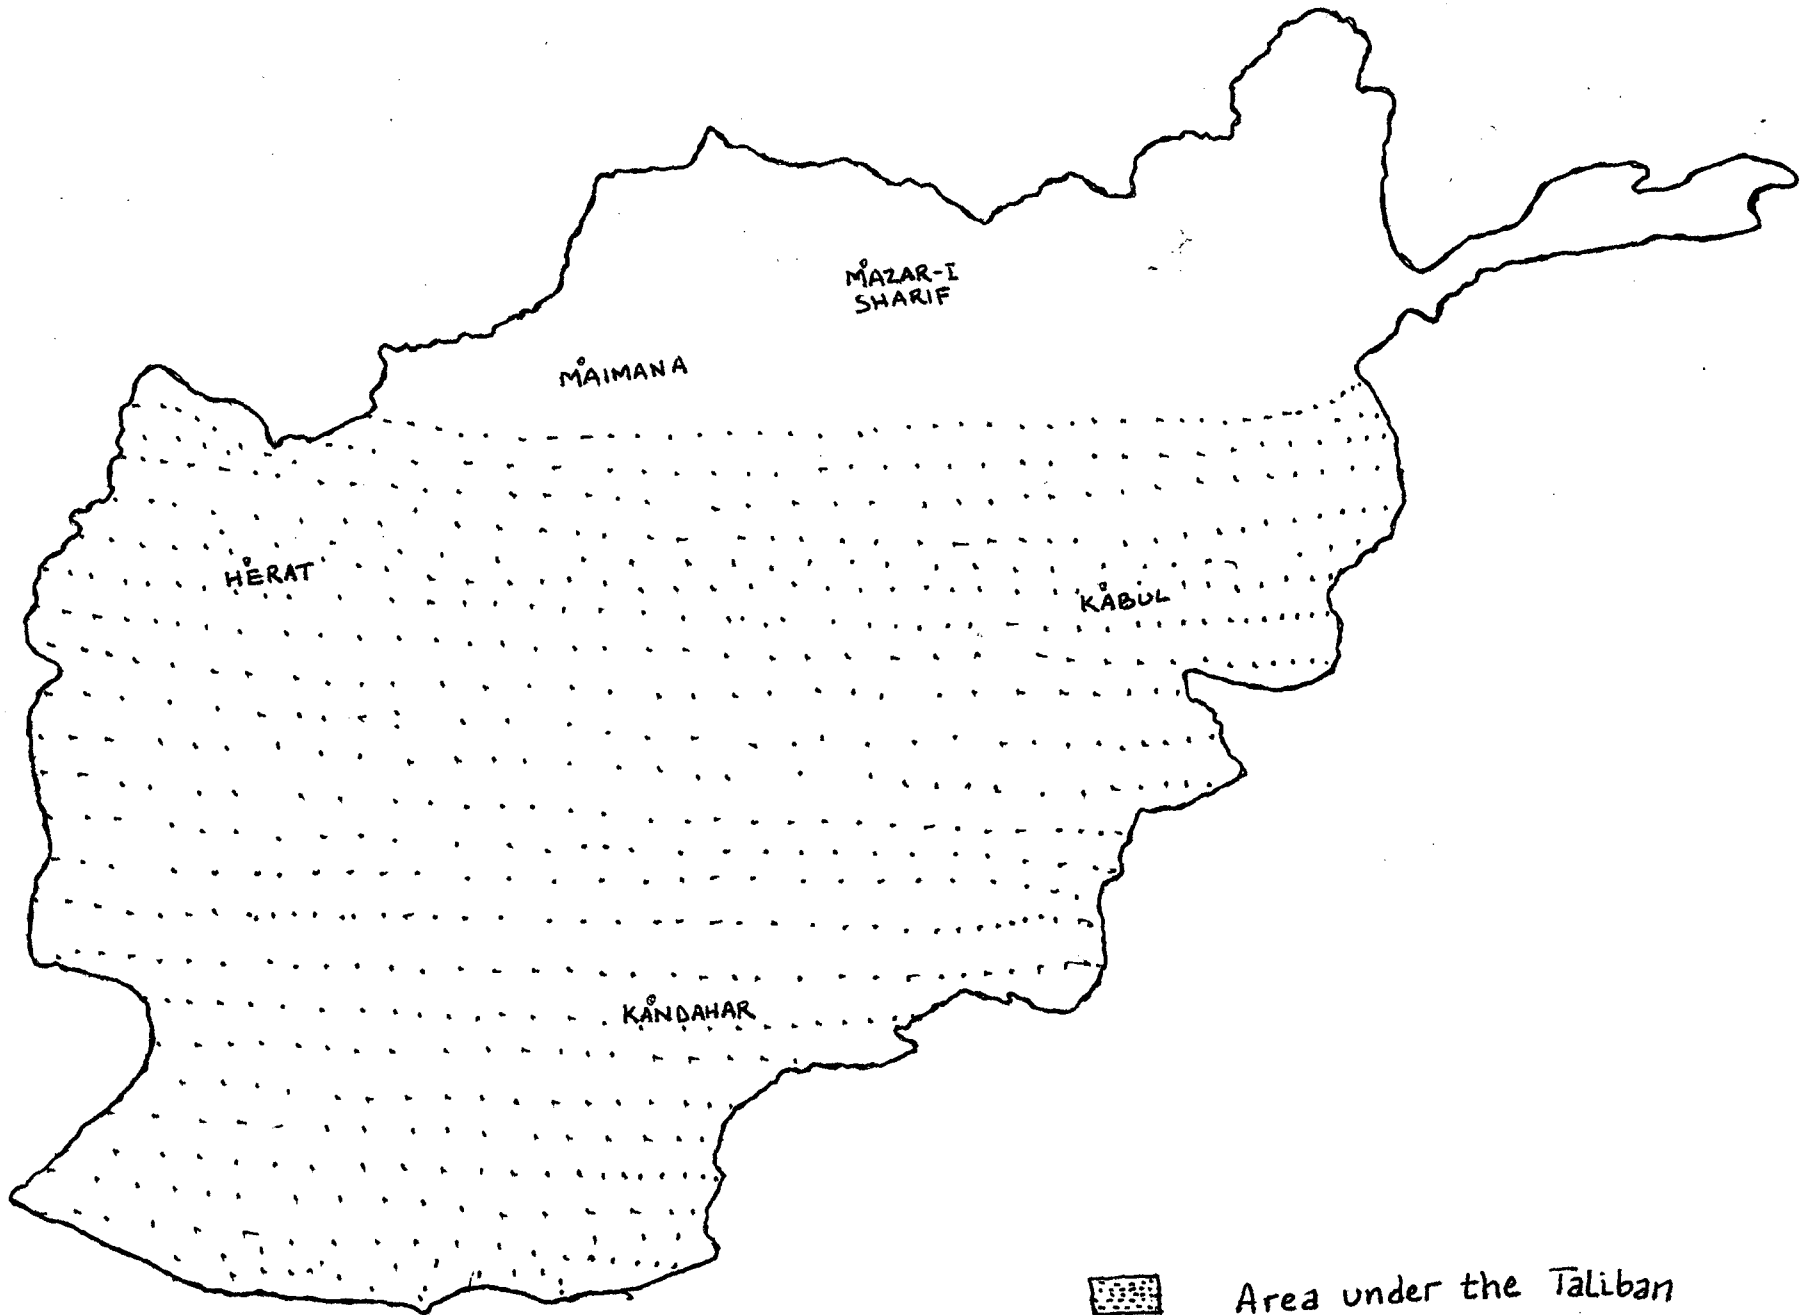 MAZAR-I
SHARIF
MAIMANA
HERAT
KABUL
KANDAHAR
Area under the Taliban